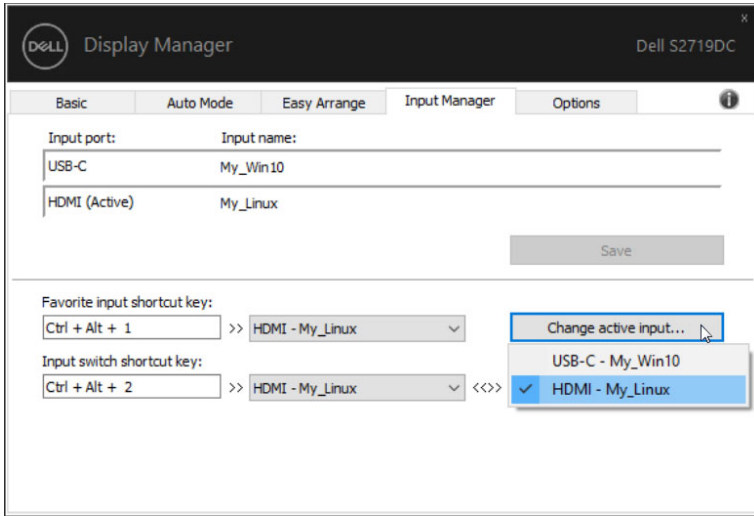 x
DELL Display Manager Dell S2719DC
Basic Auto Mode Easy Arrange Input Manager Options i
Input port: Input name:
USB-C My_Win10
HDMI (Active) My_Linux
Save
Favorite input shortcut key:
Ctrl + Alt + 1 >> HDMI - My_Linux Change active input...
Input switch shortcut key:
USB-C - My_Win10
Ctrl + Alt + 2 >> HDMI - My_Linux <<>> ✓ HDMI - My_Linux